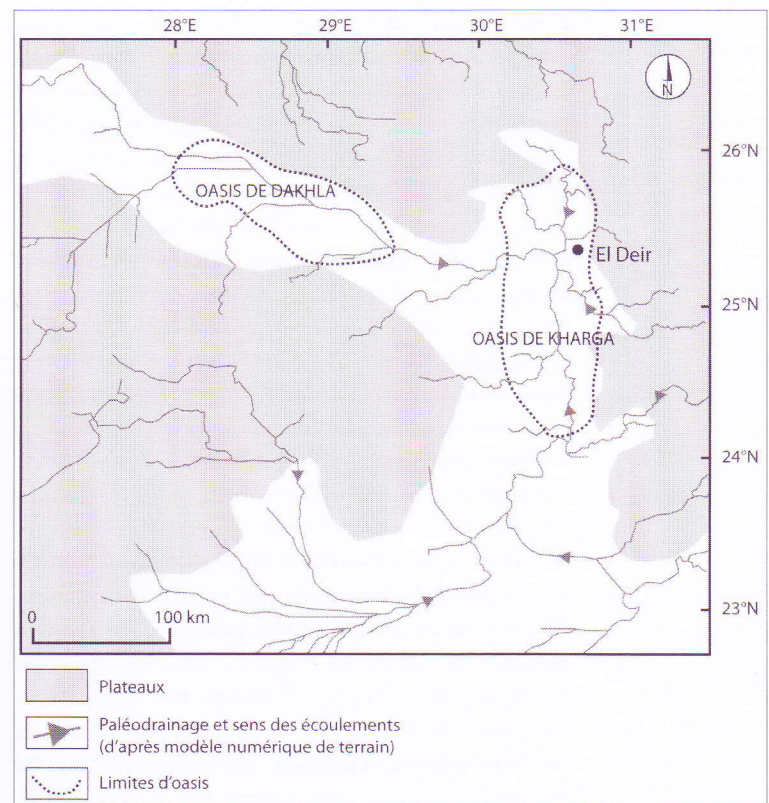 28°E 29°E 30°E 31°E
N
26°N
OASIS DE DAKHLA
El Deir
25°N
OASIS DE KHARGA
24°N
23°N
0 100 km
Plateaux
Paléodrainage et sens des écoulements
(d'après modèle numérique de terrain)
Limites d'oasis